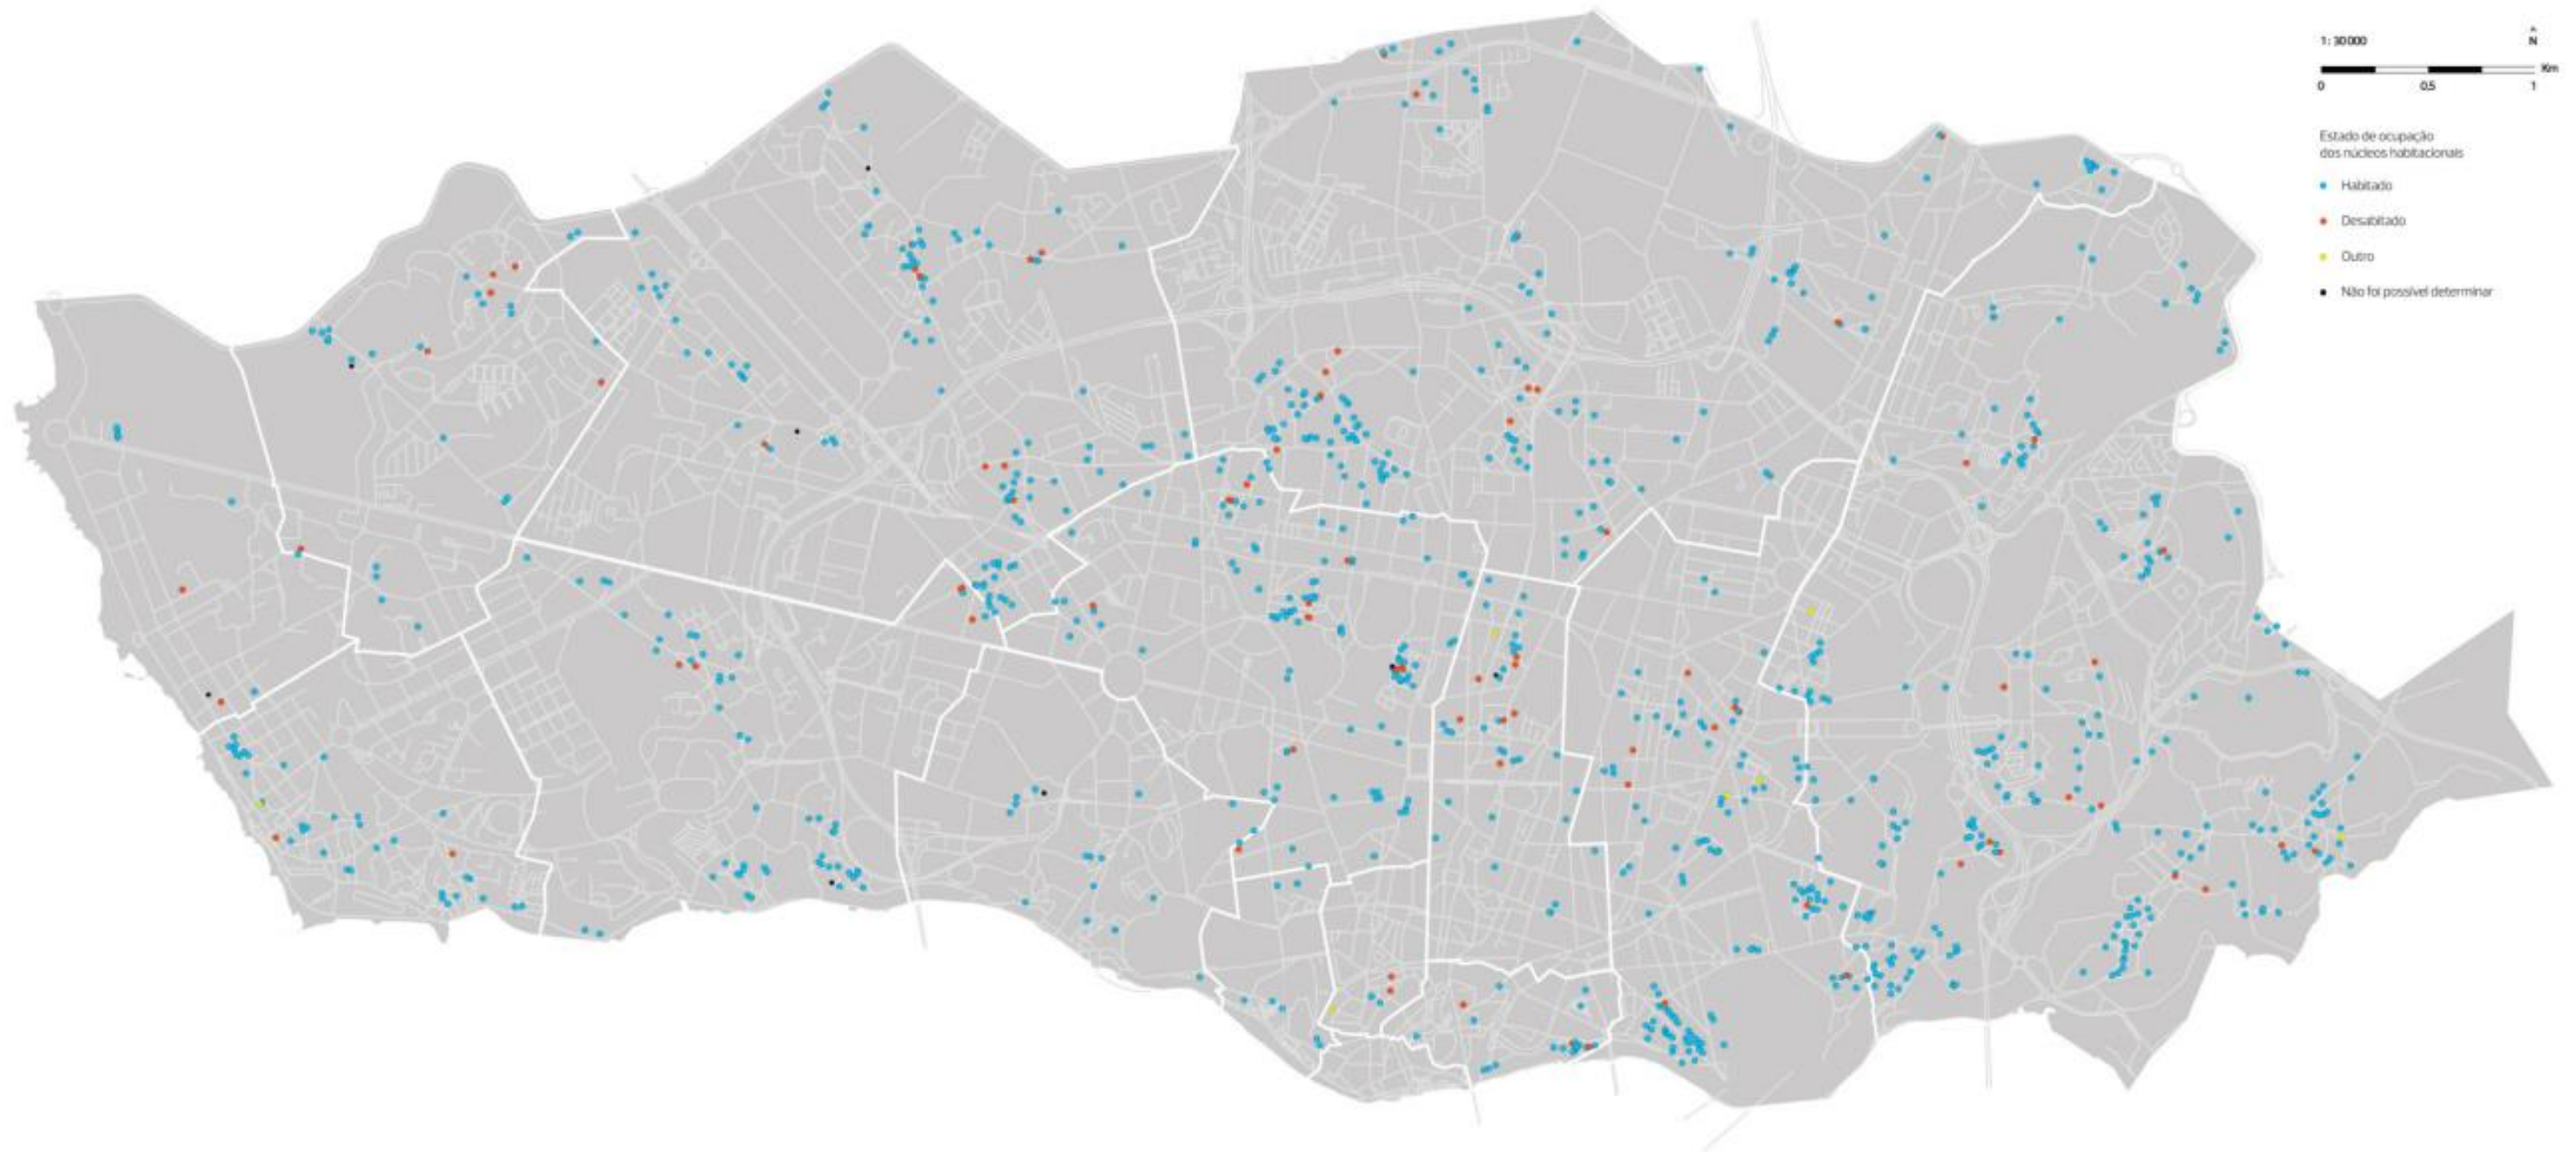 1: 30 000
N
Km
0 0,5 1
Estado de ocupação
dos núcleos habitacionais
Habitado
Desabitado
Outro
Não foi possível determinar